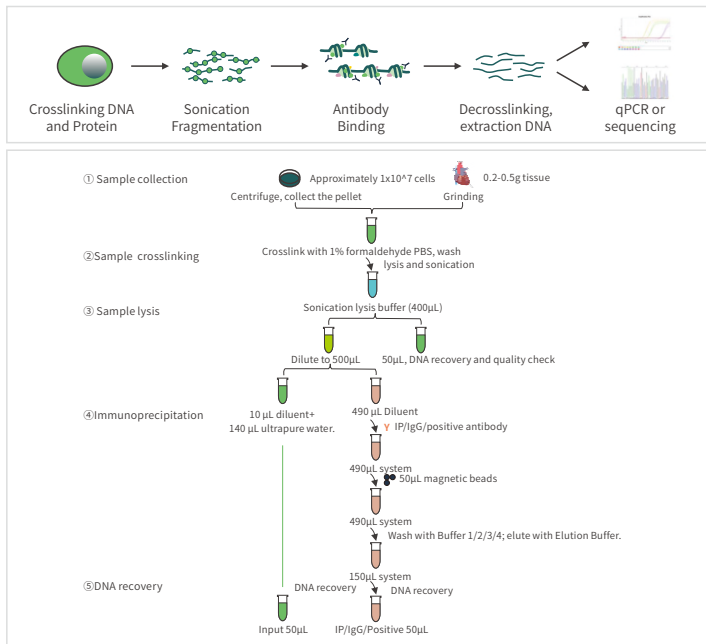 Crosslinking DNA
and Protein
Sonication
Fragmentation
Antibody
Binding
Decrosslinking,
extraction DNA
qPCR or
sequencing
① Sample collection
Approximately 1x10^7 cells
0.2-0.5g tissue
Centrifuge, collect the pellet
Grinding
②Sample crosslinking
Crosslink with 1% formaldehyde PBS, wash
lysis and sonication
③ Sample lysis
Sonication lysis buffer (400μL)
Dilute to 500μL
50μL, DNA recovery and quality check
④Immunoprecipitation
10 μL diluent+
140 μL ultrapure water.
490 μL Diluent
Y IP/IgG/positive antibody
490μL system
50μL magnetic beads
490μL system
Wash with Buffer 1/2/3/4; elute with Elution Buffer.
150μL system
⑤DNA recovery
DNA recovery
DNA recovery
Input 50μL
IP/IgG/Positive 50μL